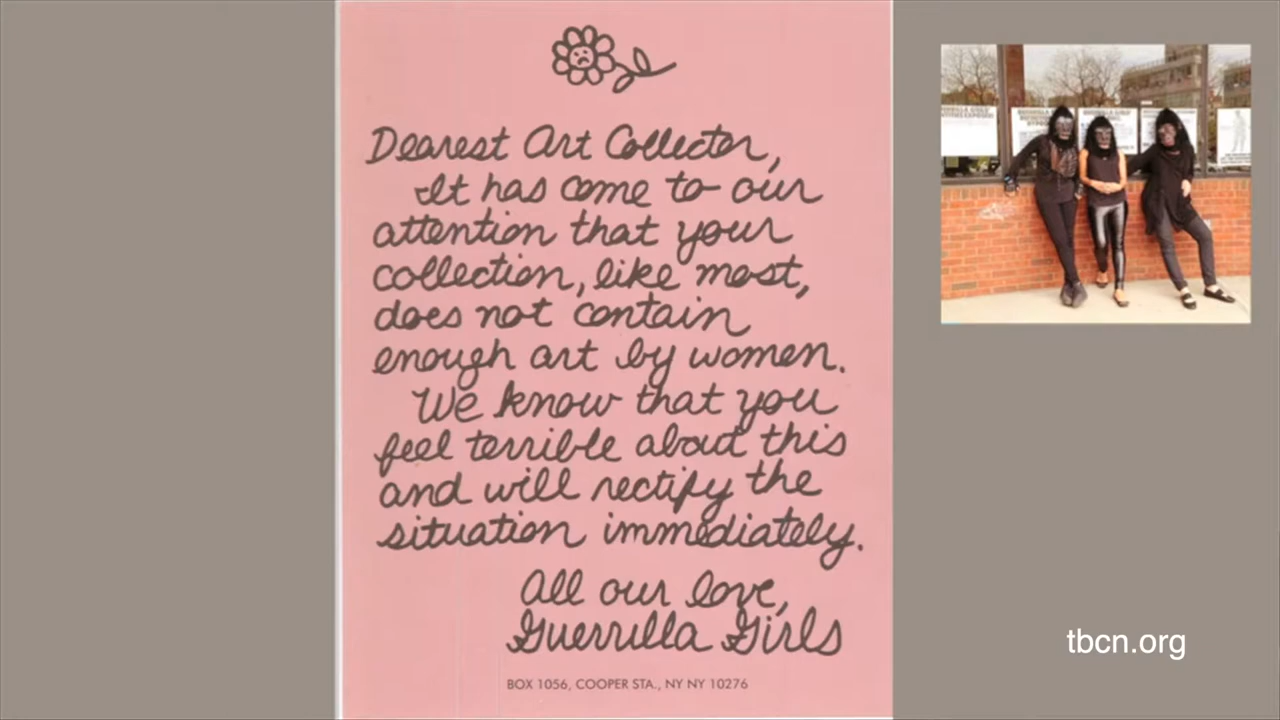 Dearest Art Collector,
It has come to our
attention that your
collection, like most,
does not contain
enough art by women.
We know that you
feel terrible about this
and will rectify the
situation immediately.
All our love,
Guerrilla Girls
BOX 1056, COOPER STA., NY NY 10276
tbcn.org